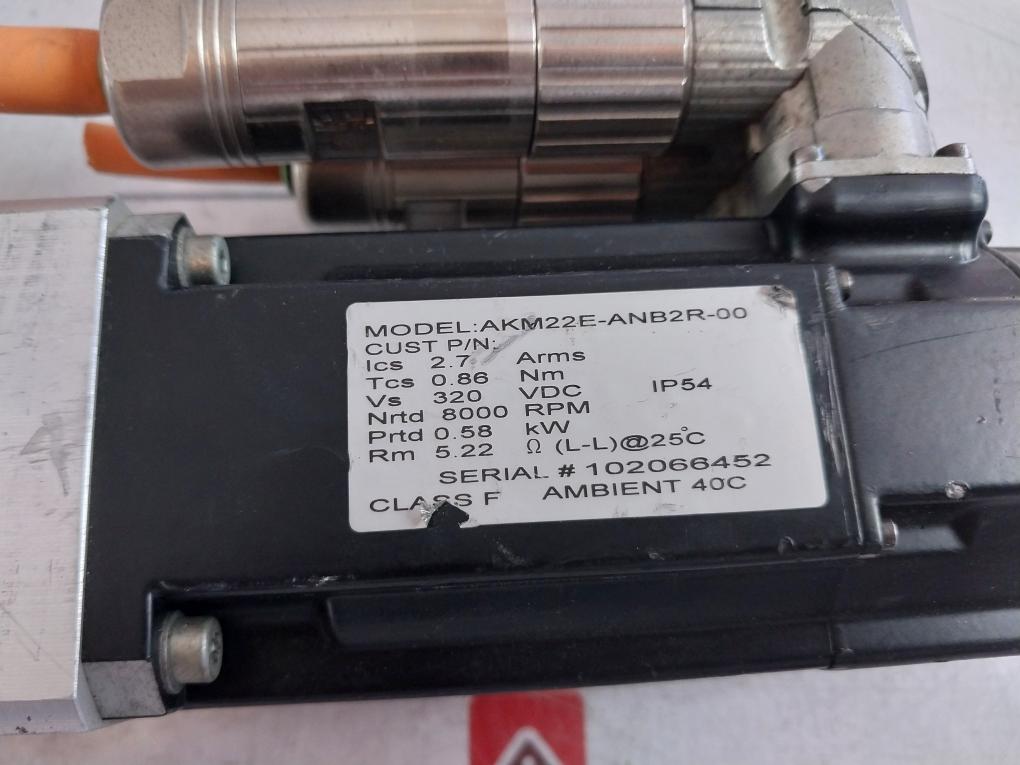 MODEL:AKM22E-ANB2R-00
CUST P/N:
Ics 2.7 Arms
Tcs 0.86 Nm
Vs 320 VDC IP54
Nrtd 8000 RPM
Prtd 0.58 kW
Rm 5.22 Ω (L-L)@25°C
SERIAL # 102066452
CLASS F AMBIENT 40°C